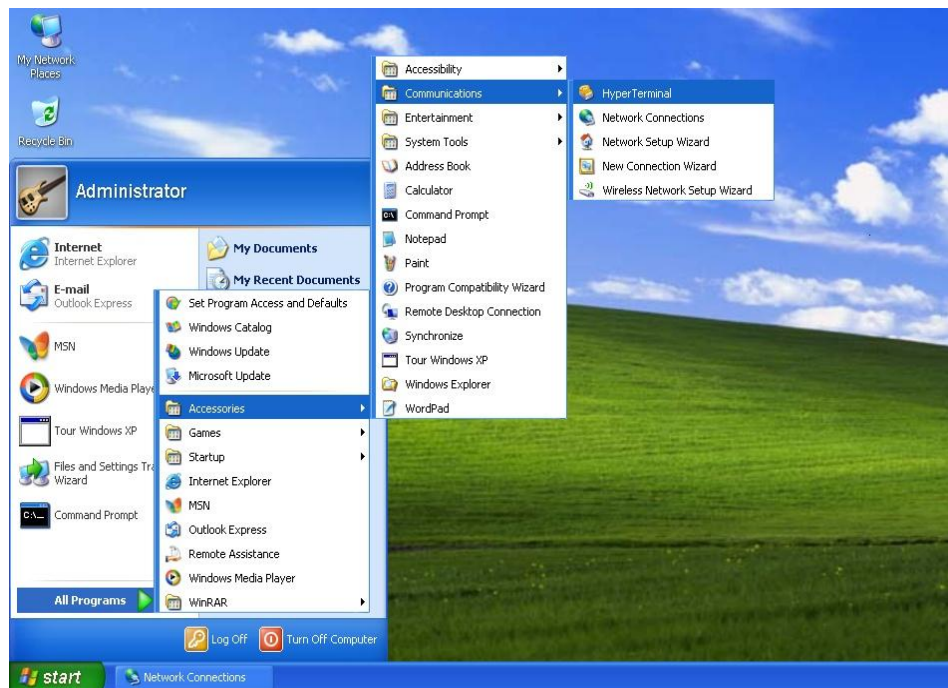 My Network
Places
Recycle Bin
Administrator
Internet
Internet Explorer
E-mail
Outlook Express
MSN
Windows Media Playe
Tour Windows XP
Files and Settings Tra
Wizard
Command Prompt
All Programs
My Documents
My Recent Documents
Set Program Access and Defaults
Windows Catalog
Windows Update
Microsoft Update
Accessories
Games
Startup
Internet Explorer
MSN
Outlook Express
Remote Assistance
Windows Media Player
WinRAR
Accessibility
Communications
Entertainment
System Tools
Address Book
Calculator
Command Prompt
Notepad
Paint
Program Compatibility Wizard
Remote Desktop Connection
Synchronize
Tour Windows XP
Windows Explorer
WordPad
HyperTerminal
Network Connections
Network Setup Wizard
New Connection Wizard
Wireless Network Setup Wizard
Log Off
Turn Off Computer
start
Network Connections